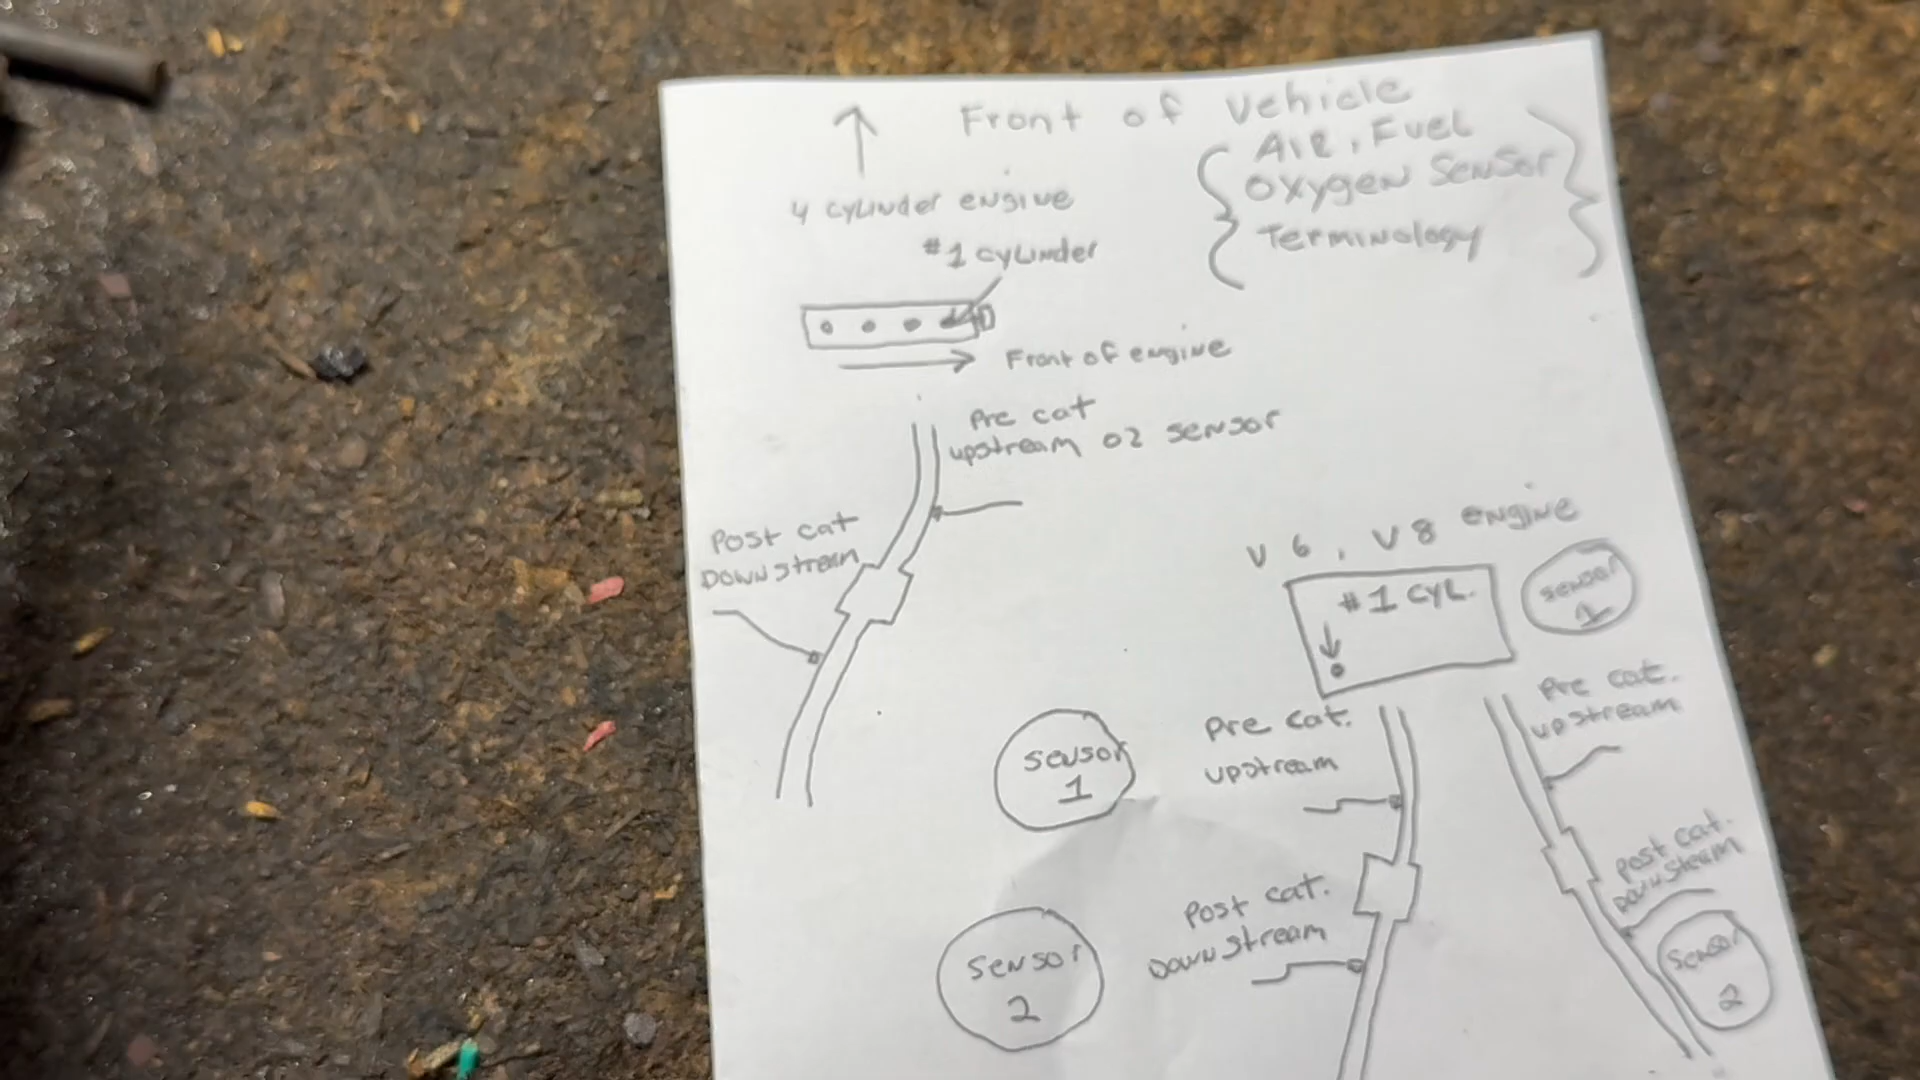 Front of Vehicle
AIR, Fuel
Oxygen Sensor
Terminology
4 cylinder engine
#1 cylinder
Front of engine
Pre cat
upstream O2 sensor
Post cat
Downstream
V6, V8 engine
#1 CYL.
sensor
1
Pre cat.
upstream
Pre cat.
upstream
sensor
1
Post cat.
Downsteam
Post cat.
Downstream
Sensor
2
Sensor
2